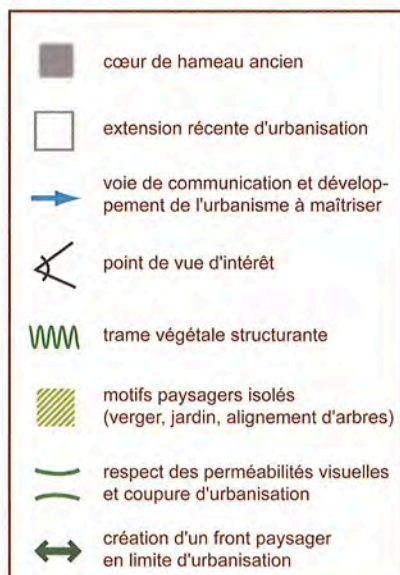 cœur de hameau ancien
extension récente d'urbanisation
voie de communication et dévelop-
pement de l'urbanisme à maîtriser
point de vue d'intérêt
trame végétale structurante
motifs paysagers isolés
(verger, jardin, alignement d'arbres)
respect des perméabilités visuelles
et coupure d'urbanisation
création d'un front paysager
en limite d'urbanisation